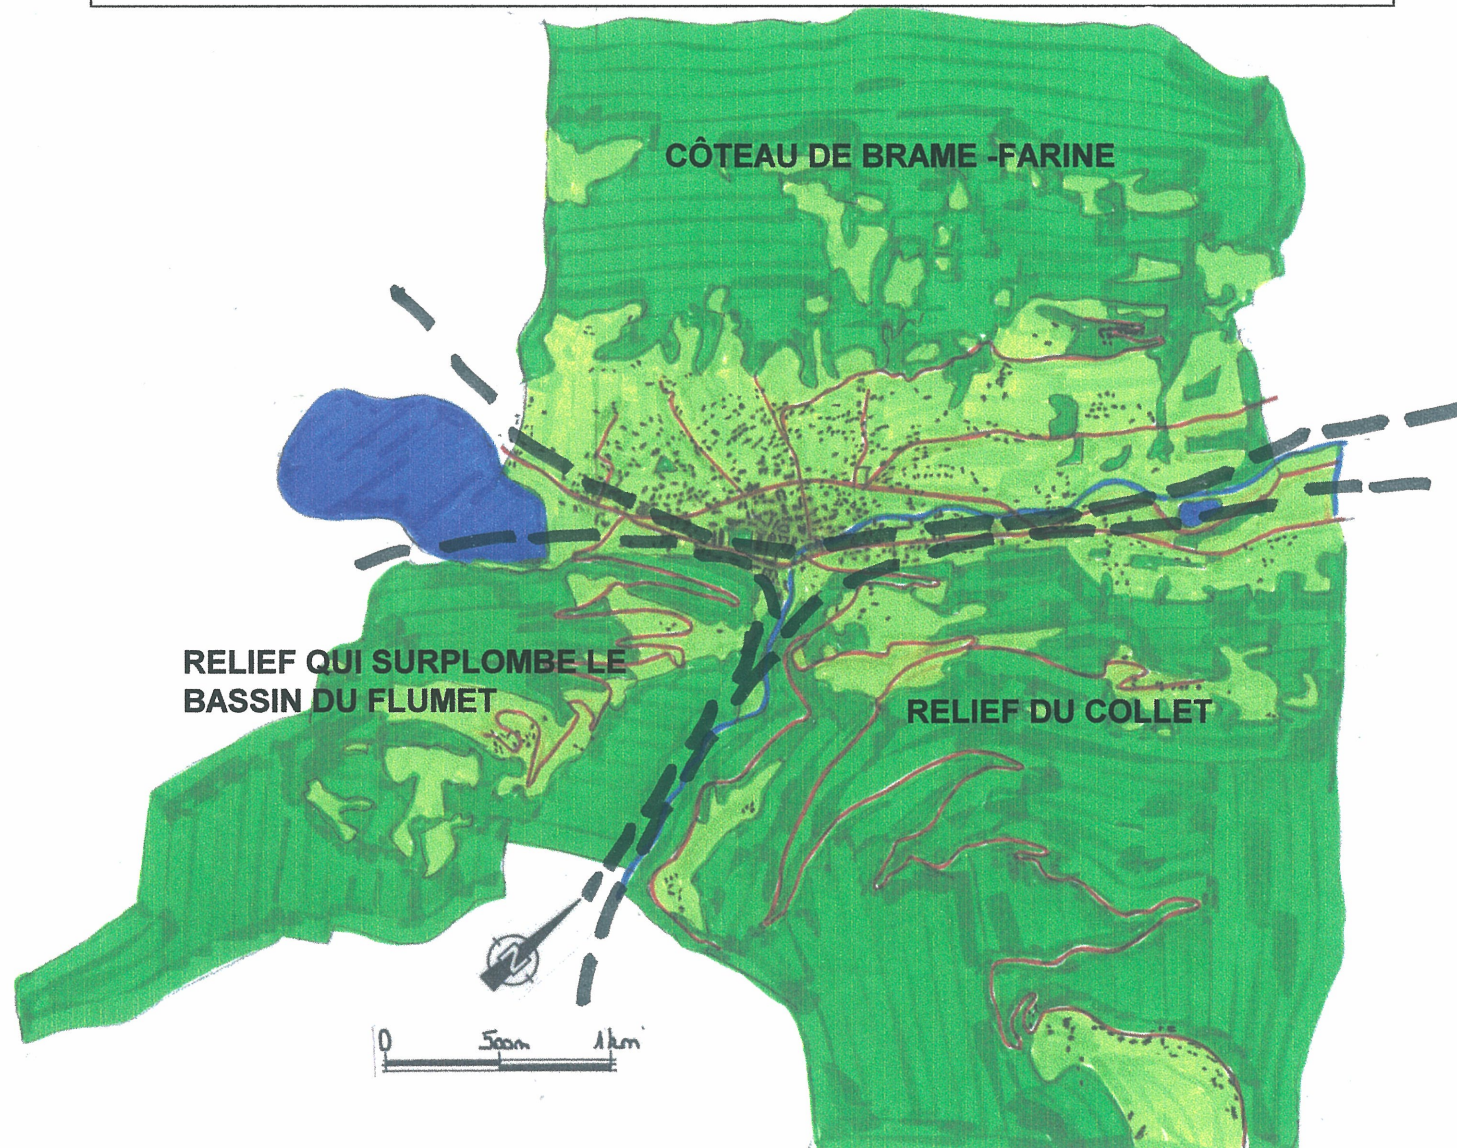 CÔTEAU DE BRAME -FARINE
RELIEF QUI SURPLOMBE LE
BASSIN DU FLUMET
RELIEF DU COLLET
N
0 500m 1km